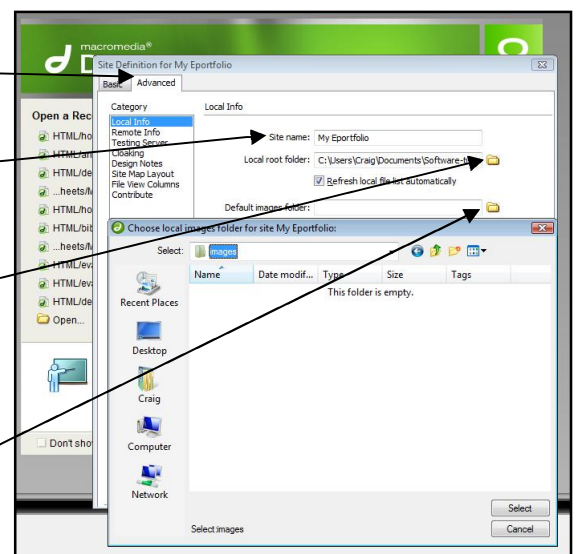 macromedia®
D
8
Site Definition for My Eportfolio
Basic
Advanced
Open a Rec
HTML/ho
HTML/an
HTML/de
...heets/M
HTML/ho
HTML/bit
...heets/M
HTML/eva
HTML/eva
HTML/de
Open...
Don't sho
Category
Local Info
Remote Info
Testing Server
Cloaking
Design Notes
Site Map Layout
File View Columns
Contribute
Local Info
Site name: My Eportfolio
Local root folder: C:\Users\Craig\Documents\Software-
Refresh local file list automatically
Default images folder:
Choose local images folder for site My Eportfolio:
Select: images
Name Date modif... Type Size Tags
This folder is empty.
Recent Places
Desktop
Craig
Computer
Network
Select
Select:images
Cancel